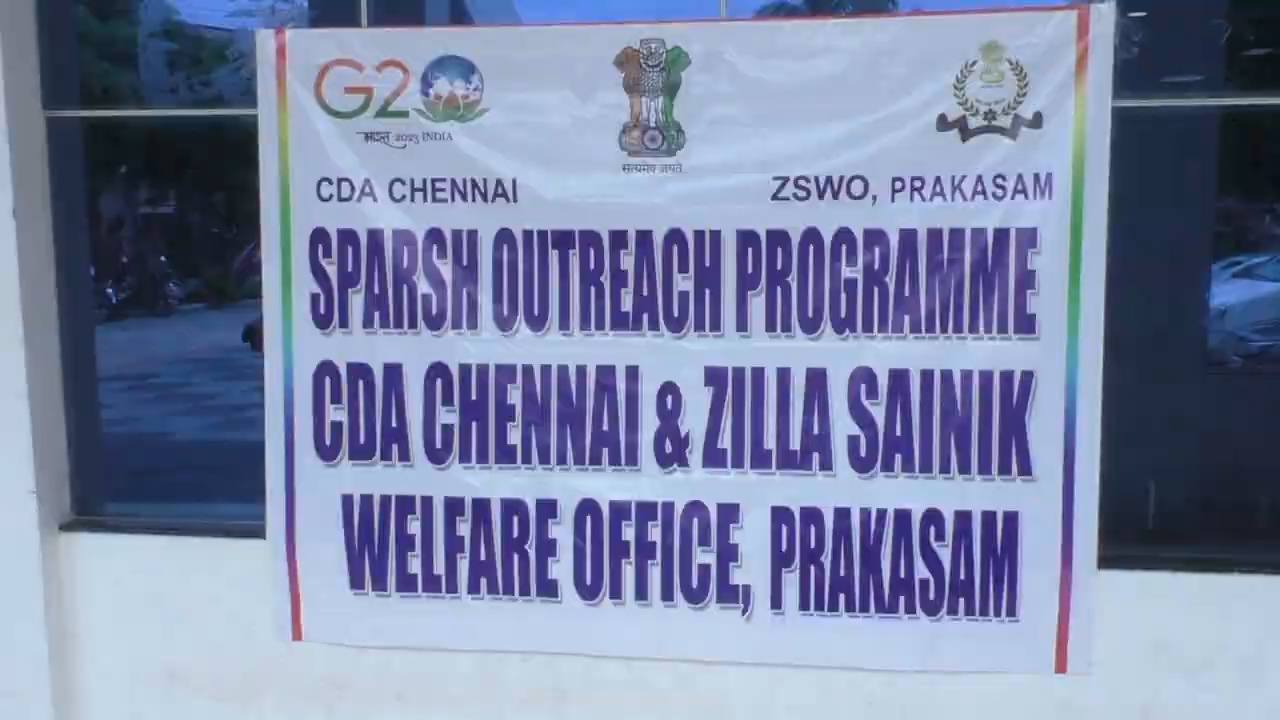 G20
भारत 2023 INDIA
सत्यमेव जयते
CDA CHENNAI
ZSWO, PRAKASAM
SPARSH OUTREACH PROGRAMME
CDA CHENNAI & ZILLA SAINIK
WELFARE OFFICE, PRAKASAM